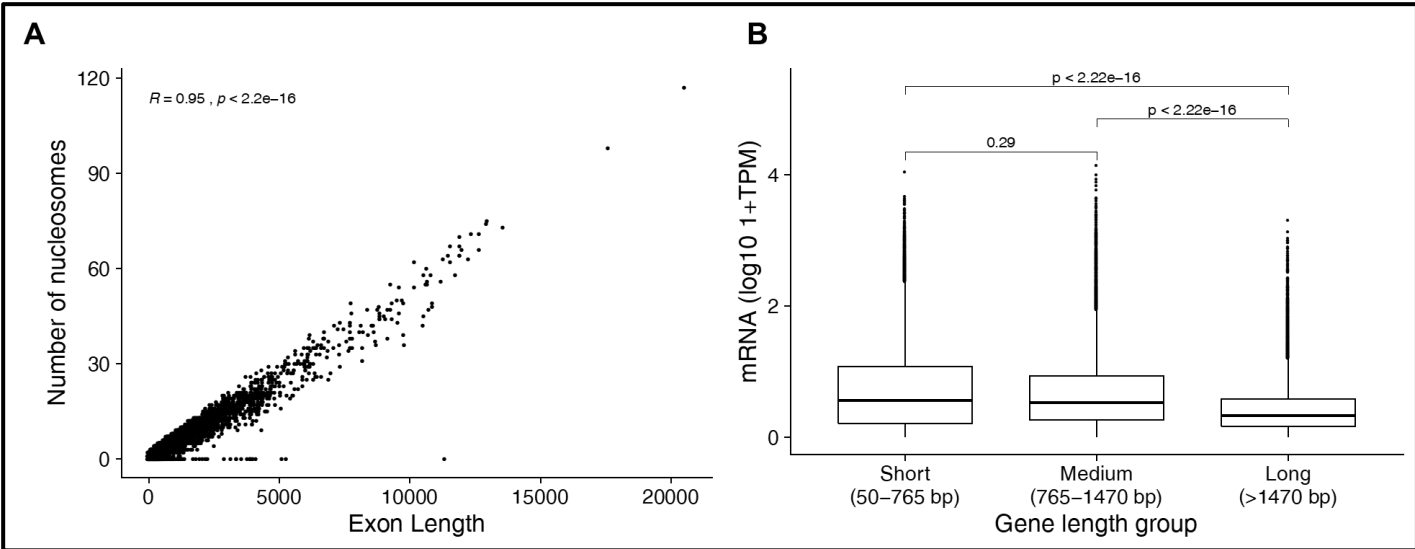 A
Number of nucleosomes
120
90
60
30
0
R = 0.95 , p < 2.2e−16
0
5000
10000
15000
20000
Exon Length
B
mRNA (log10 1+TPM)
4
2
0
p < 2.22e−16
p < 2.22e−16
0.29
Short
(50−765 bp)
Medium
(765−1470 bp)
Long
(>1470 bp)
Gene length group